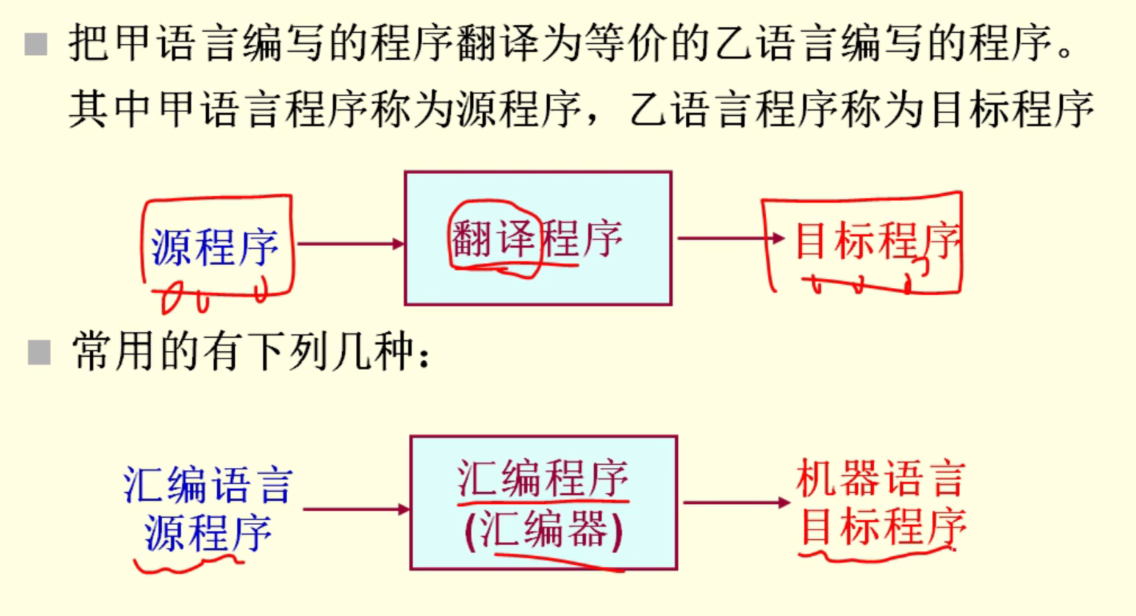 把甲语言编写的程序翻译为等价的乙语言编写的程序。
其中甲语言程序称为源程序，乙语言程序称为目标程序
源程序
翻译程序
目标程序
常用的有下列几种：
汇编语言
源程序
汇编程序
(汇编器)
机器语言
目标程序